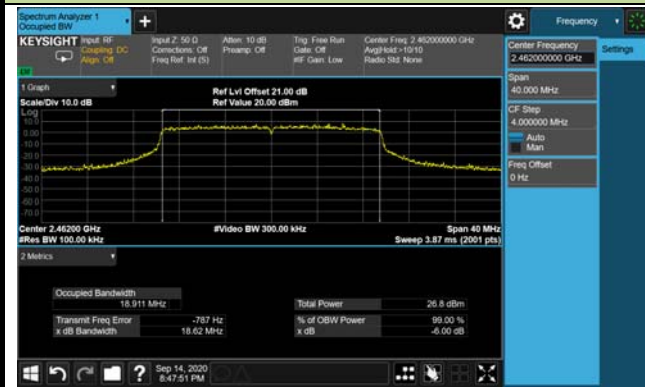 Spectrum Analyzer 1
Occupied BW
Frequency
KEYSIGHT
Input: RF
Coupling: DC
Align: Off
Input Z: 50 Ω
Corrections: Off
Freq Ref: Int (S)
Atten: 10 dB
Preamp: Off
Trig: Free Run
Gate: Off
#IF Gain: Low
Center Freq: 2.462000000 GHz
Avg|Hold:>10/10
Radio Std: None
Center Frequency
2.462000000 GHz
Settings
Span
40.000 MHz
CF Step
4.000000 MHz
Auto
Man
Freq Offset
0 Hz
1 Graph
Scale/Div 10.0 dB
Ref Lvl Offset 21.00 dB
Ref Value 20.00 dBm
Log
10.0
0.00
-10.0
-20.0
-30.0
-40.0
-50.0
-60.0
-70.0
Center 2.46200 GHz
#Res BW 100.00 kHz
#Video BW 300.00 kHz
Span 40 MHz
Sweep 3.87 ms (2001 pts)
2 Metrics
Occupied Bandwidth
18.911 MHz
Total Power 26.8 dBm
Transmit Freq Error -787 Hz
% of OBW Power 99.00 %
x dB Bandwidth 18.62 MHz
x dB -6.00 dB
Sep 14, 2020
8:47:51 PM